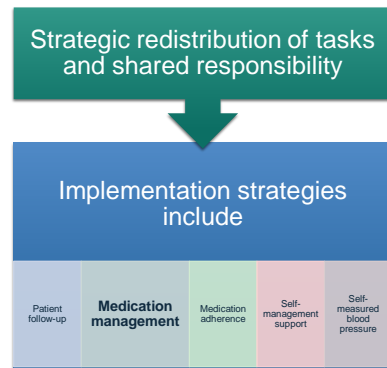 Strategic redistribution of tasks
and shared responsibility
Implementation strategies
include
Patient
follow-up
Medication
management
Medication
adherence
Self-
management
support
Self-
measured
blood
pressure